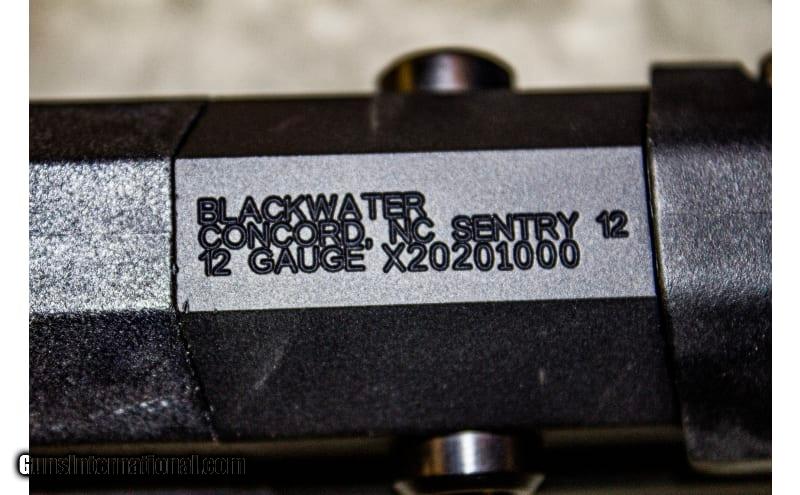 BLACKWATER
CONCORD, NC SENTRY 12
12 GAUGE X20201000
GunsInternational.com